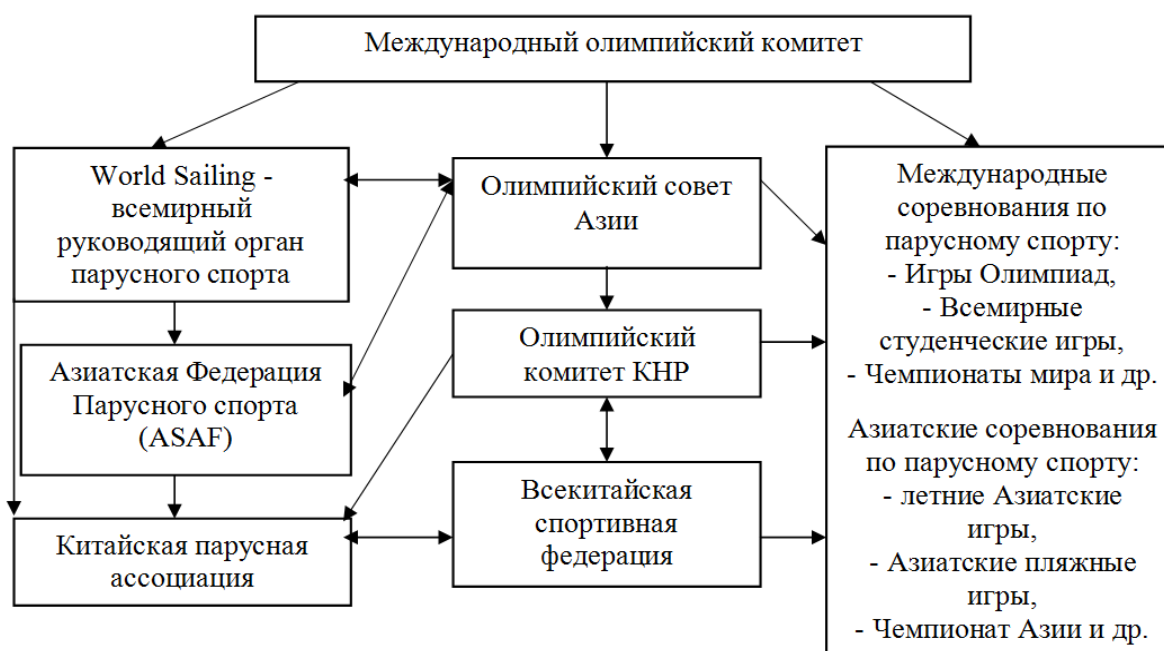 Международный олимпийский комитет
World Sailing -
всемирный
руководящий орган
парусного спорта
Олимпийский совет
Азии
Международные
соревнования по
парусному спорту:
- Игры Олимпиад,
- Всемирные
студенческие игры,
- Чемпионаты мира и др.
Азиатские соревнования
по парусному спорту:
- летние Азиатские
игры,
- Азиатские пляжные
игры,
- Чемпионат Азии и др.
Азиатская Федерация
Парусного спорта
(ASAF)
Олимпийский
комитет КНР
Китайская парусная
ассоциация
Всекитайская
спортивная
федерация